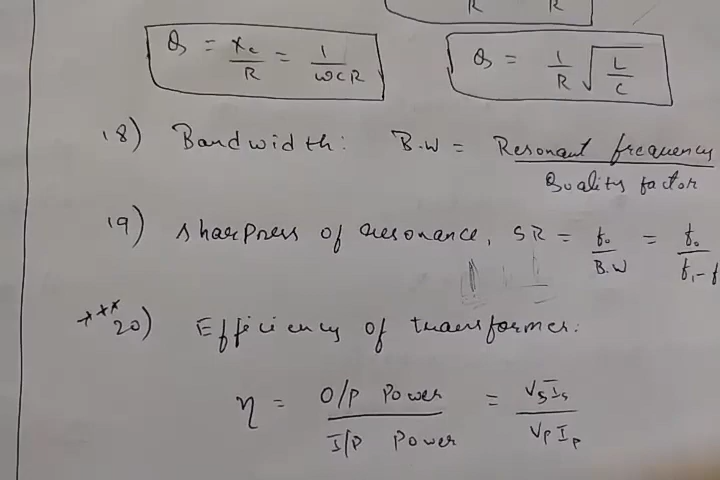 R R
Q = Xc/R = 1/ωCR Q = 1/R √(L/C)
18) Bandwidth: B.W = Resonant frequency / Quality factor
19) Sharpness of resonance, SR = f₀/B.W = f₀/f₁-f
***20) Efficiency of transformer:
η = O/P Power / I/P Power = VsIs / VpIp